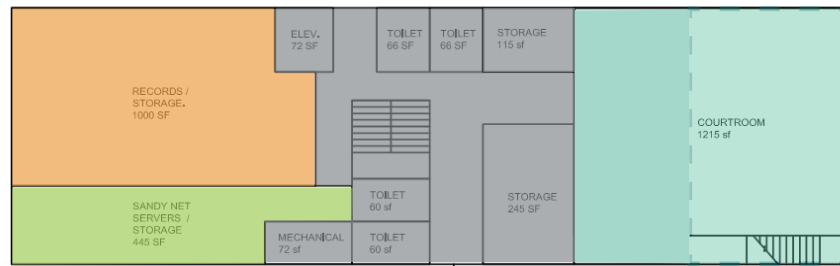 ELEV.
72 SF
TOILET
66 SF
TOILET
66 SF
STORAGE
115 sf
RECORDS /
STORAGE.
1000 SF
COURTROOM
1215 sf
TOILET
60 sf
STORAGE
245 SF
SANDY NET
SERVERS /
STORAGE
445 SF
MECHANICAL
72 sf
TOILET
60 sf